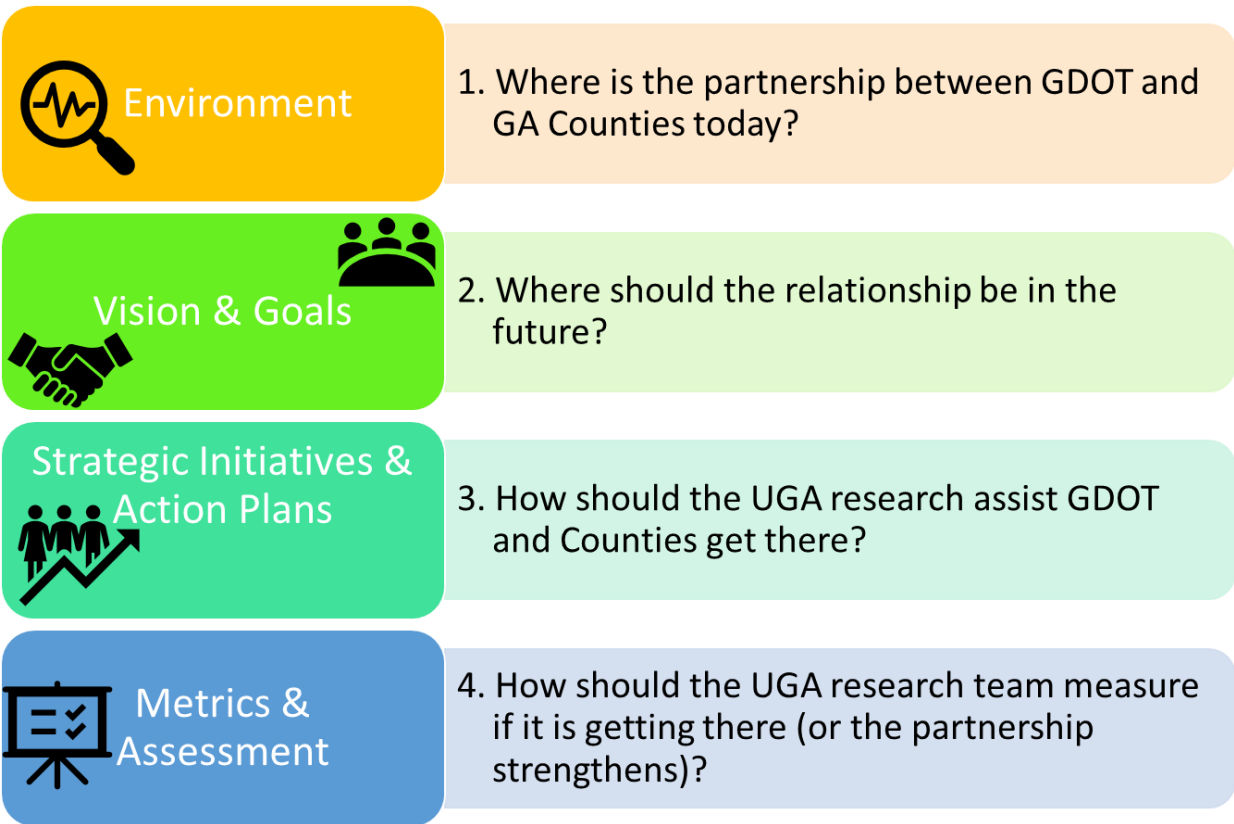 Environment
1. Where is the partnership between GDOT and
GA Counties today?
Vision & Goals
2. Where should the relationship be in the
future?
Strategic Initiatives &
Action Plans
3. How should the UGA research assist GDOT
and Counties get there?
Metrics &
Assessment
4. How should the UGA research team measure
if it is getting there (or the partnership
strengthens)?